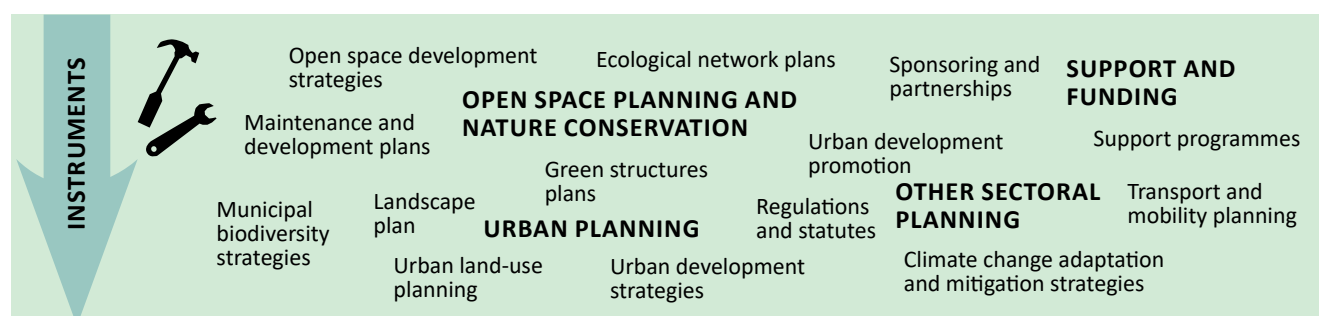 INSTRUMENTS
Open space development
strategies
Ecological network plans
Sponsoring and
partnerships
SUPPORT AND
FUNDING
OPEN SPACE PLANNING AND
NATURE CONSERVATION
Maintenance and
development plans
Urban development
promotion
Support programmes
Green structures
plans
OTHER SECTORAL
PLANNING
Transport and
mobility planning
Municipal
biodiversity
strategies
Landscape
plan
URBAN PLANNING
Regulations
and statutes
Urban land-use
planning
Urban development
strategies
Climate change adaptation
and mitigation strategies